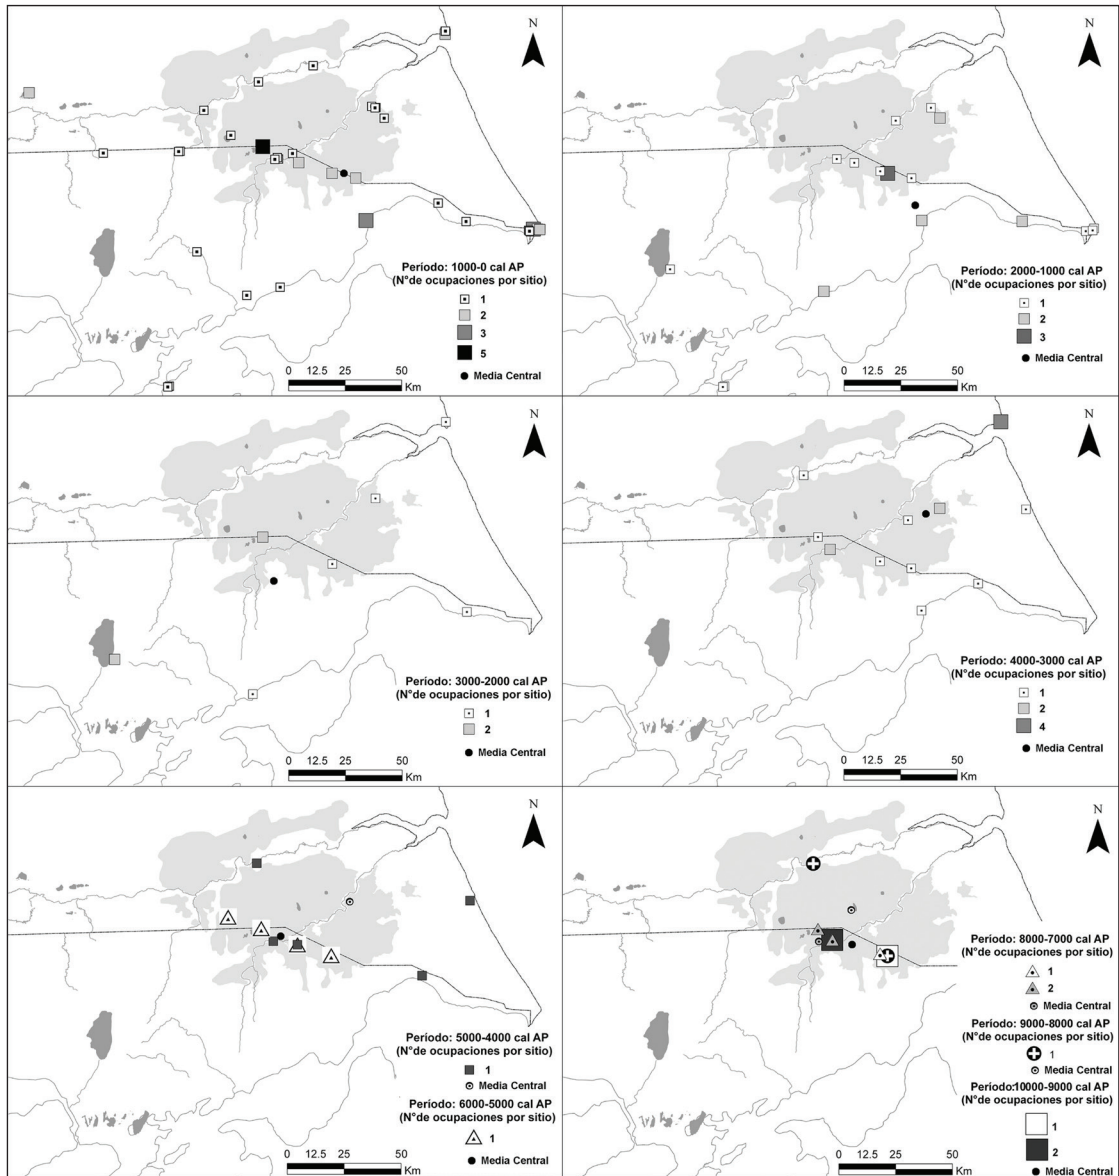 N
Período: 1000-0 cal AP
(N°de ocupaciones por sitio)
1
2
3
5
Media Central
0 12.5 25 50
Km
N
Período: 2000-1000 cal AP
(N°de ocupaciones por sitio)
1
2
3
Media Central
0 12.5 25 50
Km
N
Período: 3000-2000 cal AP
(N°de ocupaciones por sitio)
1
2
Media Central
0 12.5 25 50
Km
N
Período: 4000-3000 cal AP
(N°de ocupaciones por sitio)
1
2
4
Media Central
0 12.5 25 50
Km
N
Período: 5000-4000 cal AP
(N°de ocupaciones por sitio)
1
Media Central
Período: 6000-5000 cal AP
(N°de ocupaciones por sitio)
1
Media Central
0 12.5 25 50
Km
N
Período: 8000-7000 cal AP
(N°de ocupaciones por sitio)
1
2
Media Central
Período: 9000-8000 cal AP
(N°de ocupaciones por sitio)
1
Media Central
Período:10000-9000 cal AP
(N°de ocupaciones por sitio)
1
2
Media Central
0 12.5 25 50
Km